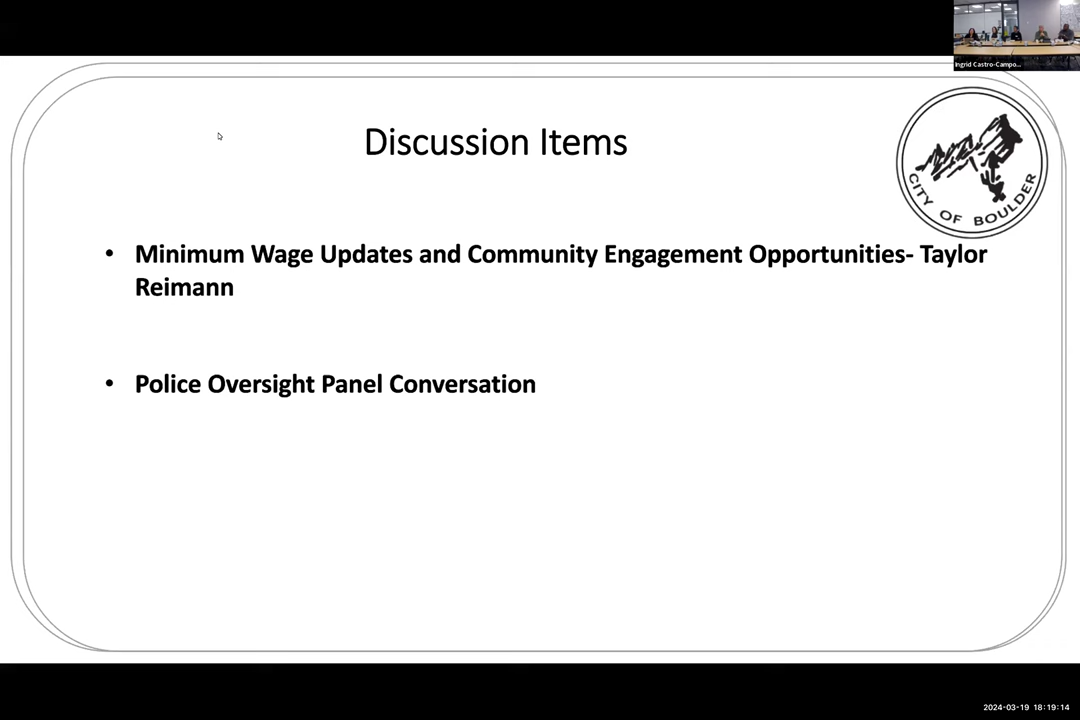 Ingrid Castro-Campo...
Discussion Items
CITY OF BOULDER
• Minimum Wage Updates and Community Engagement Opportunities- Taylor
Reimann
• Police Oversight Panel Conversation
2024-03-19 18:19:14